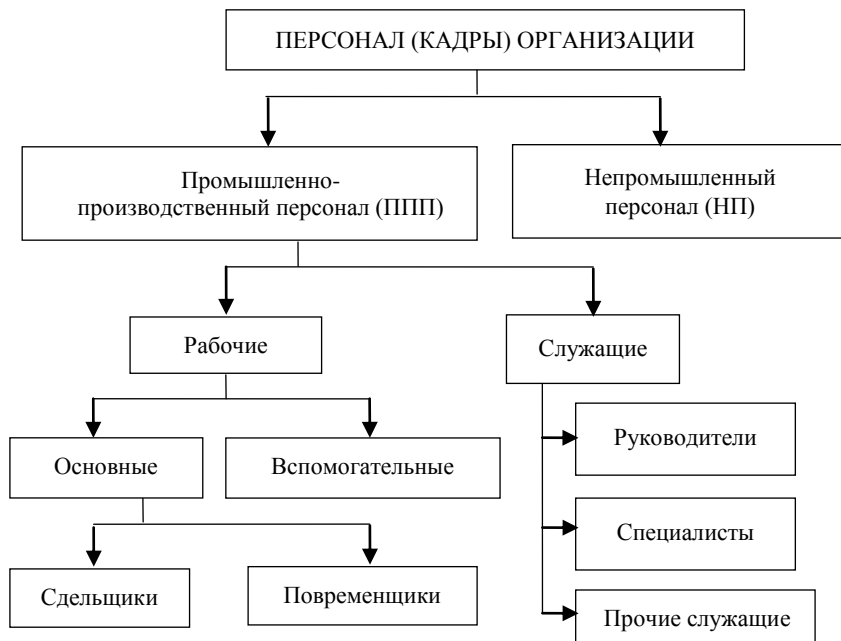 ПЕРСОНАЛ (КАДРЫ) ОРГАНИЗАЦИИ
Промышленно-
производственный персонал (ППП)
Непромышленный
персонал (НП)
Рабочие
Служащие
Основные
Вспомогательные
Руководители
Специалисты
Сдельщики
Повременщики
Прочие служащие